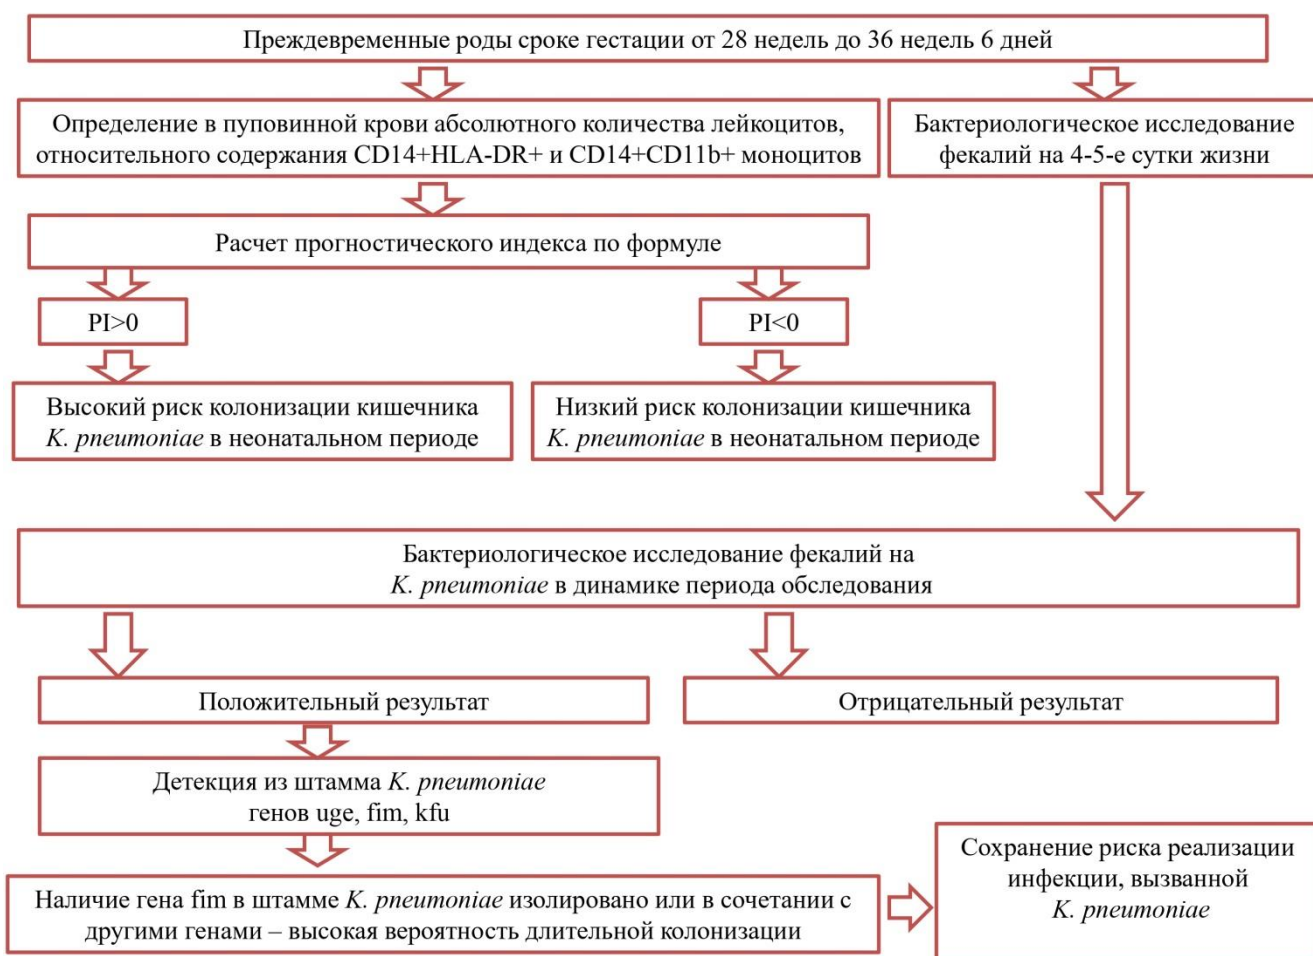 Преждевременные роды сроке гестации от 28 недель до 36 недель 6 дней
Определение в пуповинной крови абсолютного количества лейкоцитов,
относительного содержания CD14+HLA-DR+ и CD14+CD11b+ моноцитов
Бактериологическое исследование
фекалий на 4-5-е сутки жизни
Расчет прогностического индекса по формуле
PI>0
PI<0
Высокий риск колонизации кишечника
K. pneumoniae в неонатальном периоде
Низкий риск колонизации кишечника
K. pneumoniae в неонатальном периоде
Бактериологическое исследование фекалий на
K. pneumoniae в динамике периода обследования
Положительный результат
Отрицательный результат
Детекция из штамма K. pneumoniae
генов uge, fim, kfu
Наличие гена fim в штамме K. pneumoniae изолировано или в сочетании с
другими генами – высокая вероятность длительной колонизации
Сохранение риска реализации
инфекции, вызванной
K. pneumoniae